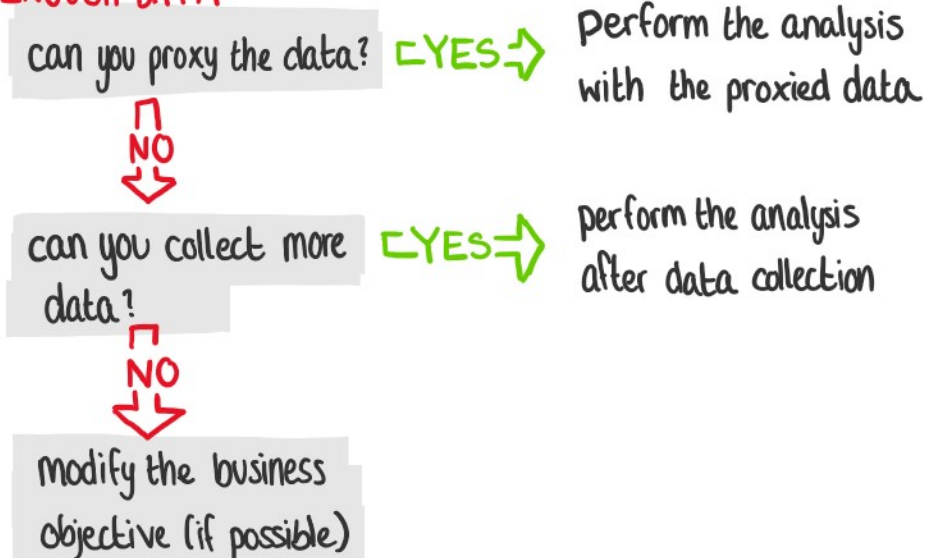 can you proxy the data? YES Perform the analysis
with the proxied data
NO
can you collect more YES perform the analysis
data? after data collection
NO
modify the business
objective (if possible)